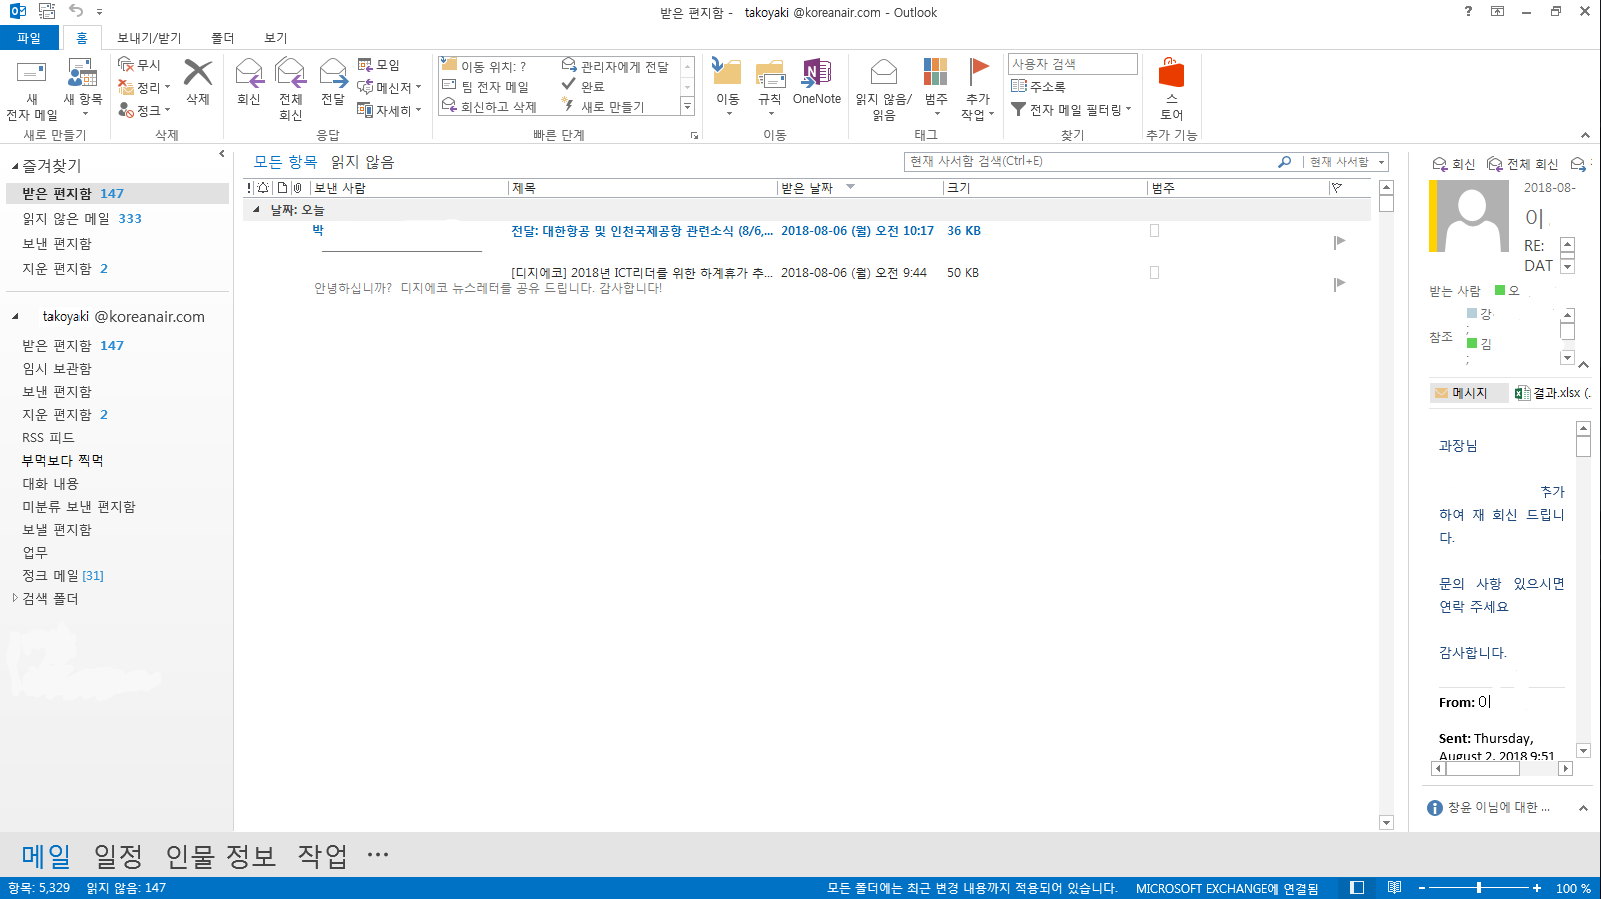 받은 편지함 - takoyaki @koreanair.com - Outlook
파일 홈 보내기/받기 폴더 보기
새 전자 메일
새 항목
무시
정리
정크
삭제
회신
전체 회신
전달
모임
메신저
자세히
이동 위치: ?
팀 전자 메일
회신하고 삭제
관리자에게 전달
완료
새로 만들기
이동
규칙
OneNote
읽지 않음/읽음
범주
추가 작업
사용자 검색
주소록
전자 메일 필터링
스토어
새로 만들기 삭제 응답 빠른 단계 이동 태그 찾기 추가 기능
즐겨찾기
받은 편지함 147
읽지 않은 메일 333
보낸 편지함
지운 편지함 2
takoyaki @koreanair.com
받은 편지함 147
임시 보관함
보낸 편지함
지운 편지함 2
RSS 피드
부먹보다 찍먹
대화 내용
미분류 보낸 편지함
보낼 편지함
업무
정크 메일 [31]
검색 폴더
모든 항목 읽지 않음
현재 사서함 검색(Ctrl+E) 현재 사서함
보낸 사람 제목 받은 날짜 크기 범주
날짜: 오늘
박 전달: 대한항공 및 인천국제공항 관련소식 (8/6,... 2018-08-06 (월) 오전 10:17 36 KB
[디지에코] 2018년 ICT리더를 위한 하계휴가 추... 2018-08-06 (월) 오전 9:44 50 KB
안녕하십니까? 디지에코 뉴스레터를 공유 드립니다. 감사합니다!
회신 전체 회신
2018-08-
이
RE:
DAT
받는 사람 오
참조 강
;
김
;
메시지 결과.xlsx (.
과장님
추가
하여 재 회신 드립니
다.
문의 사항 있으시면
연락 주세요
감사합니다.
From: 이
Sent: Thursday,
August 2, 2018 9:51
창윤 이님에 대한 ...
메일 일정 인물 정보 작업 ...
항목: 5,329 읽지 않음: 147 모든 폴더에는 최근 변경 내용까지 적용되어 있습니다. MICROSOFT EXCHANGE에 연결됨 100 %